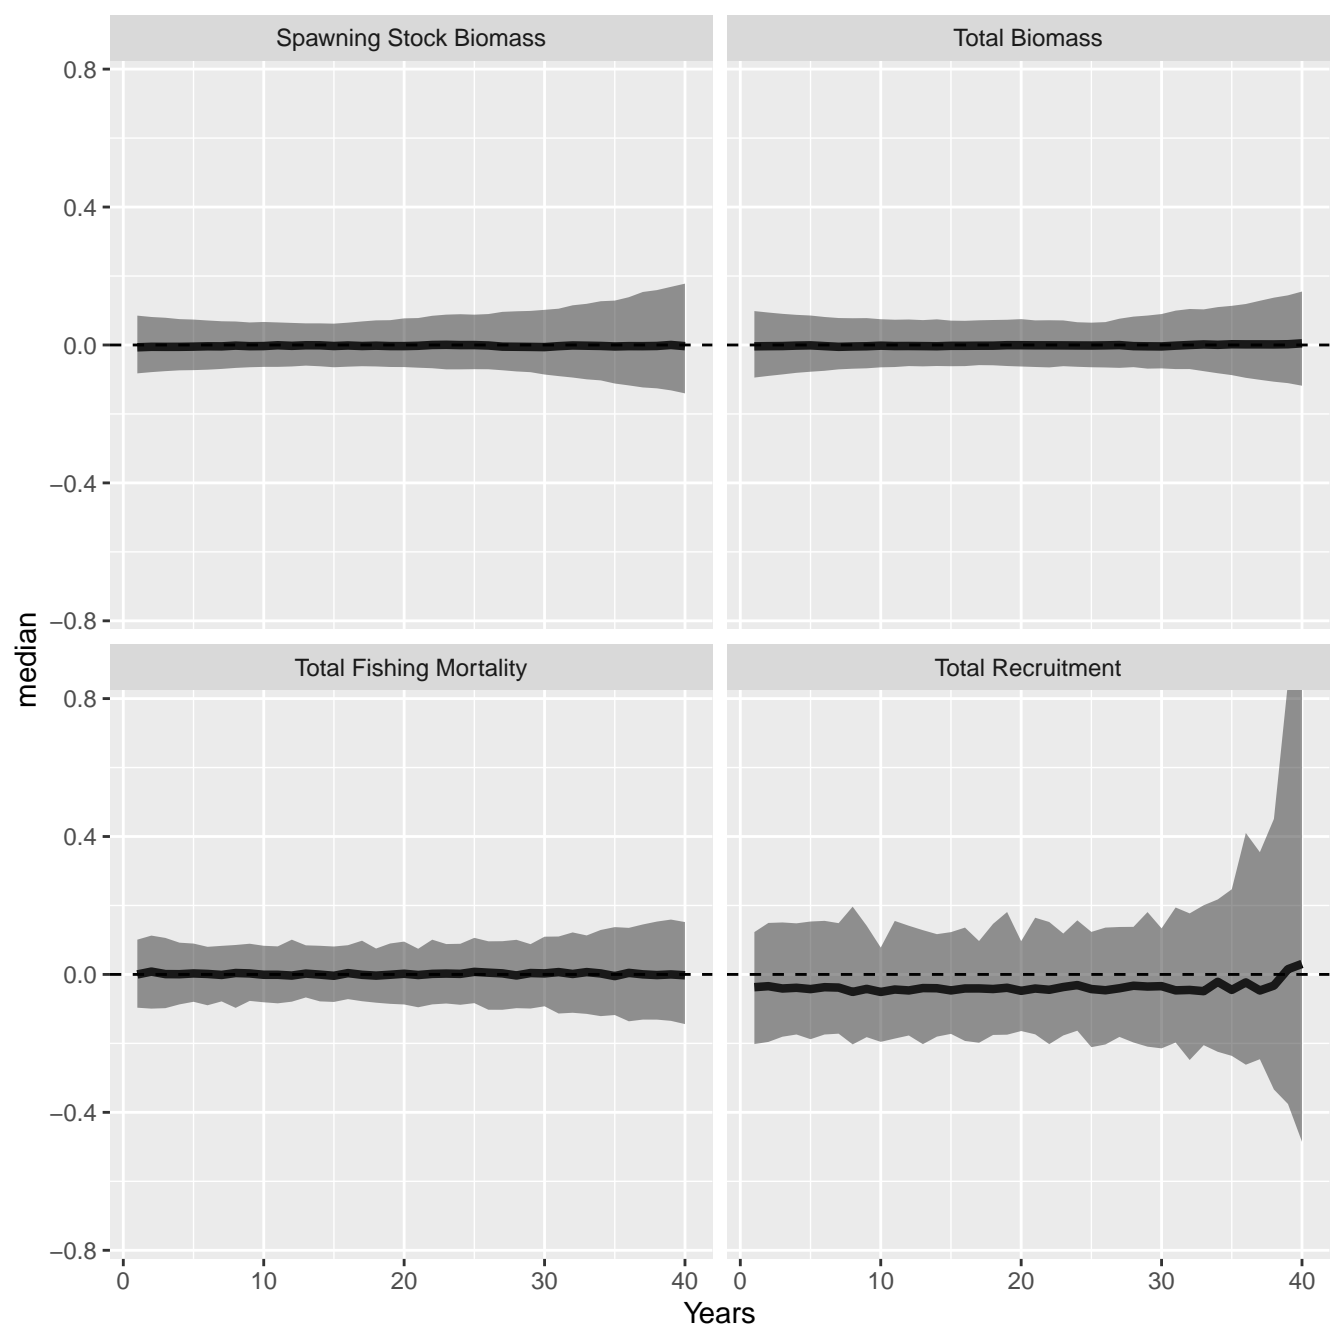 Spawning Stock Biomass
Total Biomass
0.8
0.4
0.0
−0.4
−0.8
median
Total Fishing Mortality
Total Recruitment
0.8
0.4
0.0
−0.4
−0.8
0 10 20 30 40
0 10 20 30 40
Years